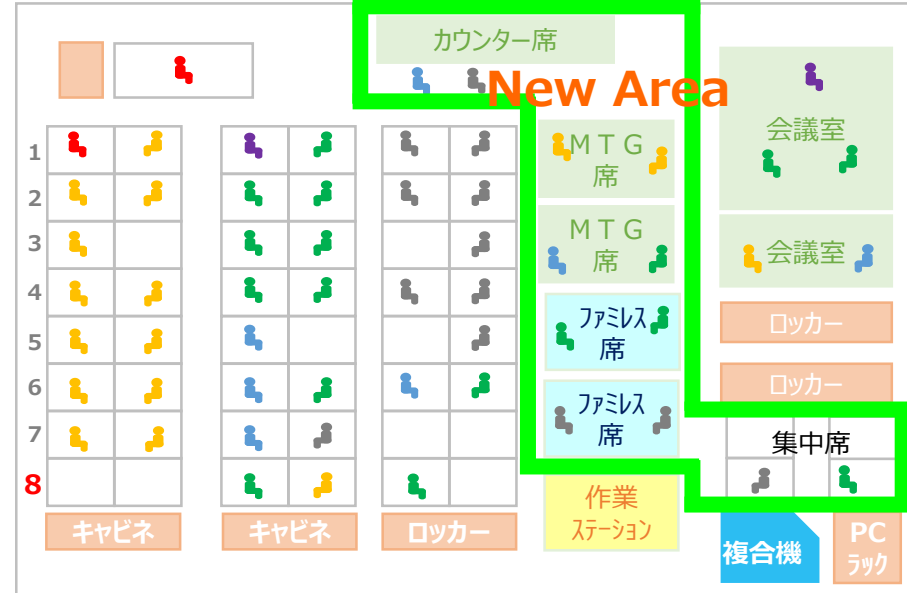 カウンター席
New Area
会議室
ＭＴＧ
席
1
2
3
4
5
6
7
8
ＭＴＧ
席
会議室
ファミレス
席
ロッカー
ファミレス
席
ロッカー
集中席
作業
ステーション
キャビネ
キャビネ
ロッカー
複合機
PC
ラック